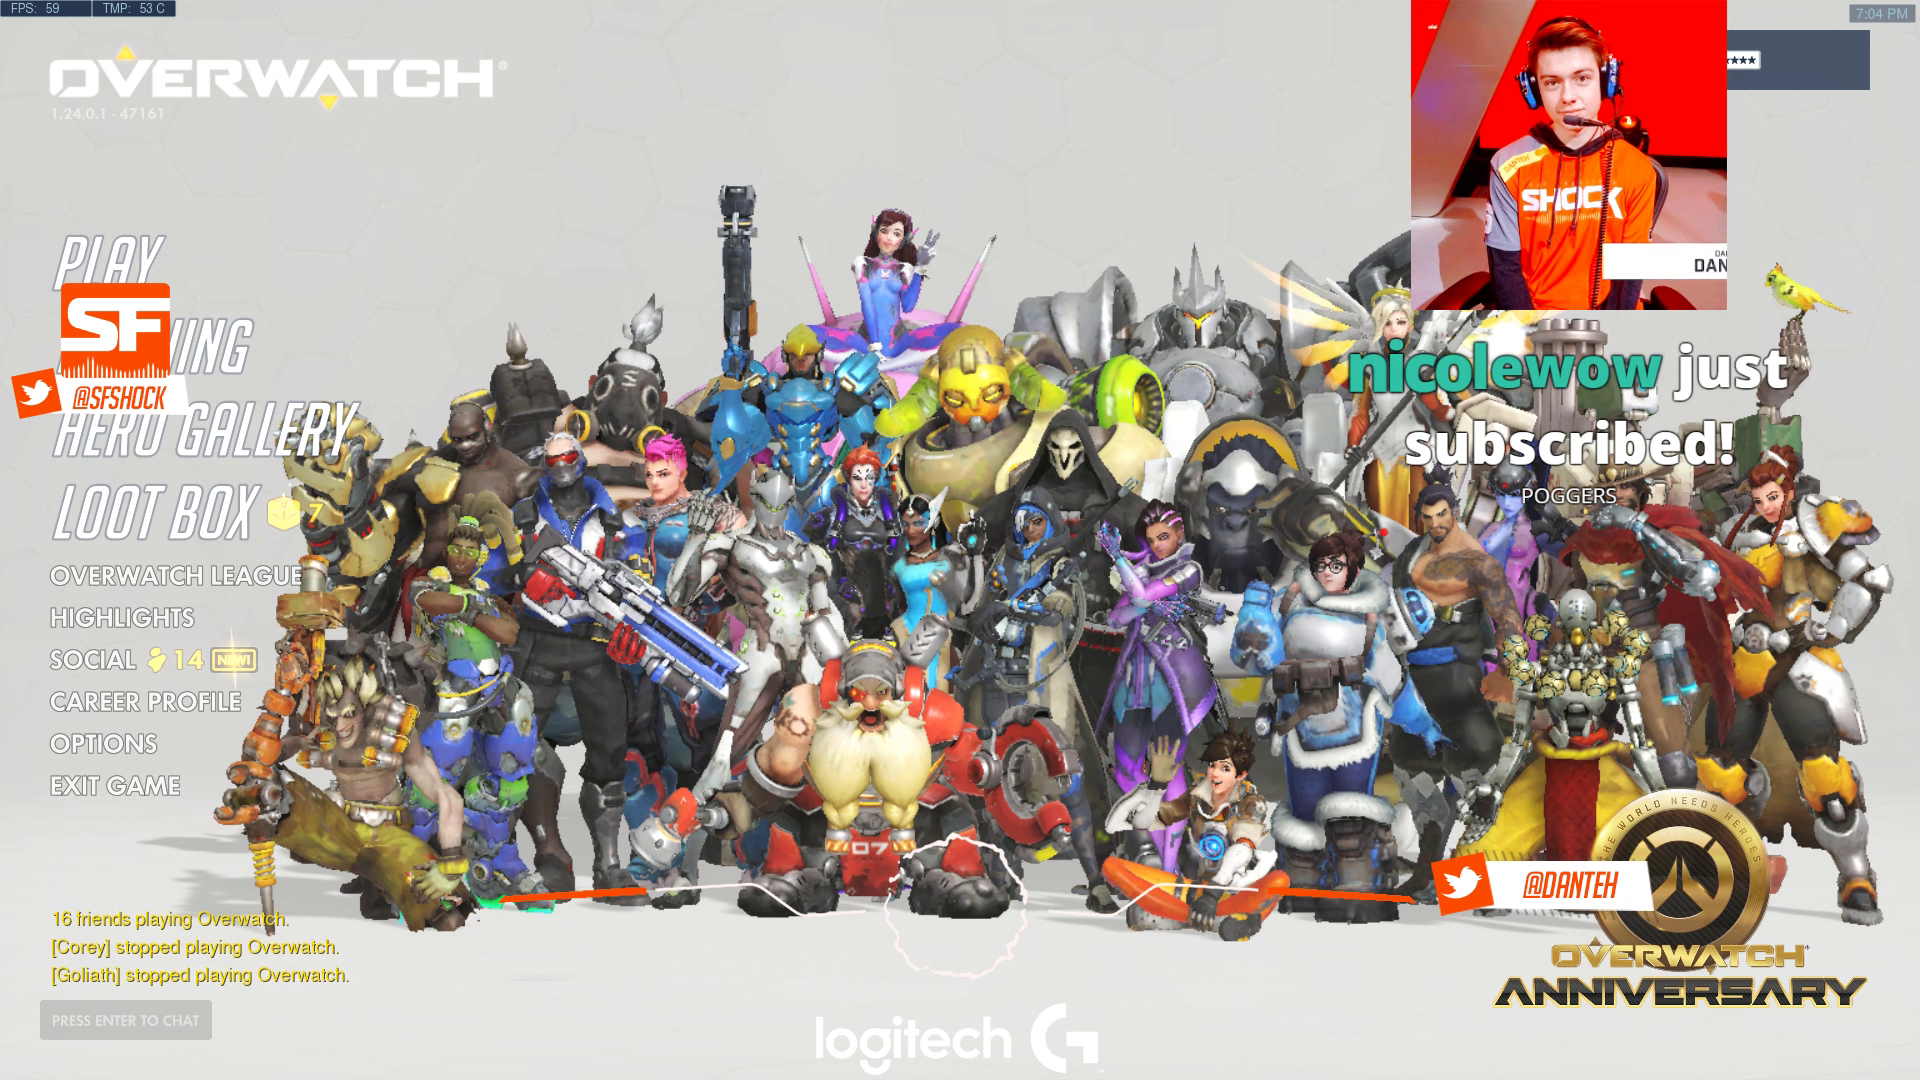 FPS: 59
TMP: 53 C
7:04 PM
OVERWATCH
1.24.0.1 - 47161
DANTEH
SHOCK
DAN
PLAY
SF
@SFSHOCK
HERO GALLERY
LOOT BOX 7
OVERWATCH LEAGUE
HIGHLIGHTS
SOCIAL 14 NEW!
CAREER PROFILE
OPTIONS
EXIT GAME
nicolewow just
subscribed!
POGGERS
07
16 friends playing Overwatch.
[Corey] stopped playing Overwatch.
[Goliath] stopped playing Overwatch.
PRESS ENTER TO CHAT
THE WORLD NEEDS HEROES
@DANTEH
OVERWATCH
ANNIVERSARY
logitech G